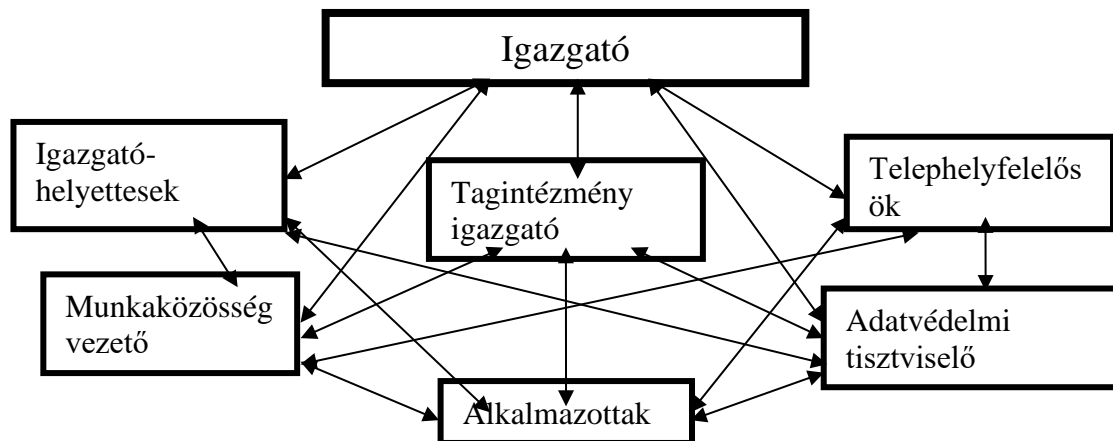 Igazgató
Igazgató-
helyettesek
Tagintézmény
igazgató
Telephelyfelelős
ök
Munkaközösség
vezető
Adatvédelmi
tisztviselő
Alkalmazottak